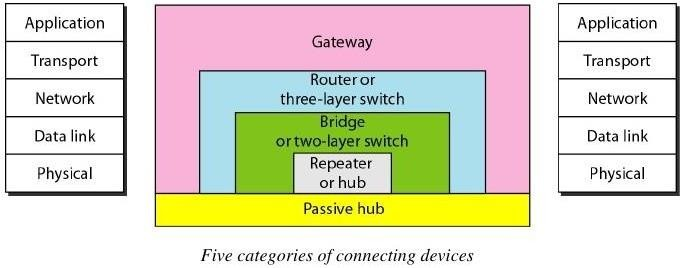 Application
Transport
Network
Data link
Physical
Gateway
Router or
three-layer switch
Bridge
or two-layer switch
Repeater
or hub
Passive hub
Application
Transport
Network
Data link
Physical
Five categories of connecting devices